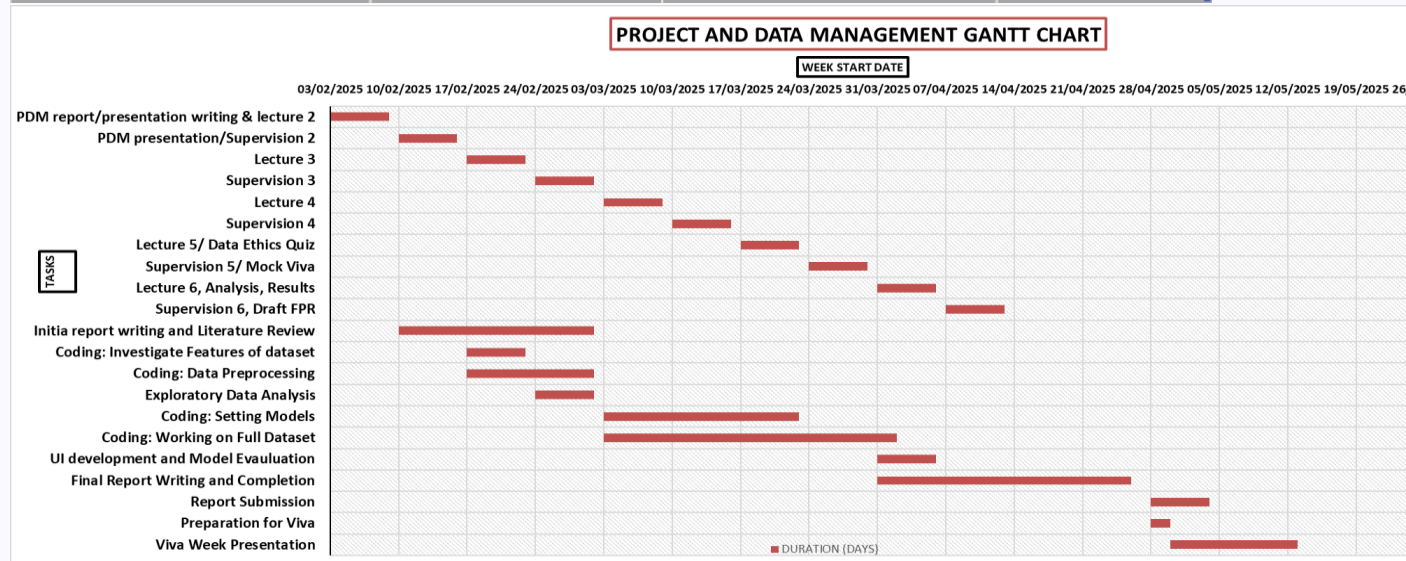 PROJECT AND DATA MANAGEMENT GANTT CHART
WEEK START DATE
03/02/2025 10/02/2025 17/02/2025 24/02/2025 03/03/2025 10/03/2025 17/03/2025 24/03/2025 31/03/2025 07/04/2025 14/04/2025 21/04/2025 28/04/2025 05/05/2025 12/05/2025 19/05/2025 26/
PDM report/presentation writing & lecture 2
PDM presentation/Supervision 2
Lecture 3
Supervision 3
Lecture 4
Supervision 4
Lecture 5/ Data Ethics Quiz
Supervision 5/ Mock Viva
TASKS
Lecture 6, Analysis, Results
Supervision 6, Draft FPR
Initia report writing and Literature Review
Coding: Investigate Features of dataset
Coding: Data Preprocessing
Exploratory Data Analysis
Coding: Setting Models
Coding: Working on Full Dataset
UI development and Model Evauluation
Final Report Writing and Completion
Report Submission
Preparation for Viva
Viva Week Presentation
DURATION (DAYS)